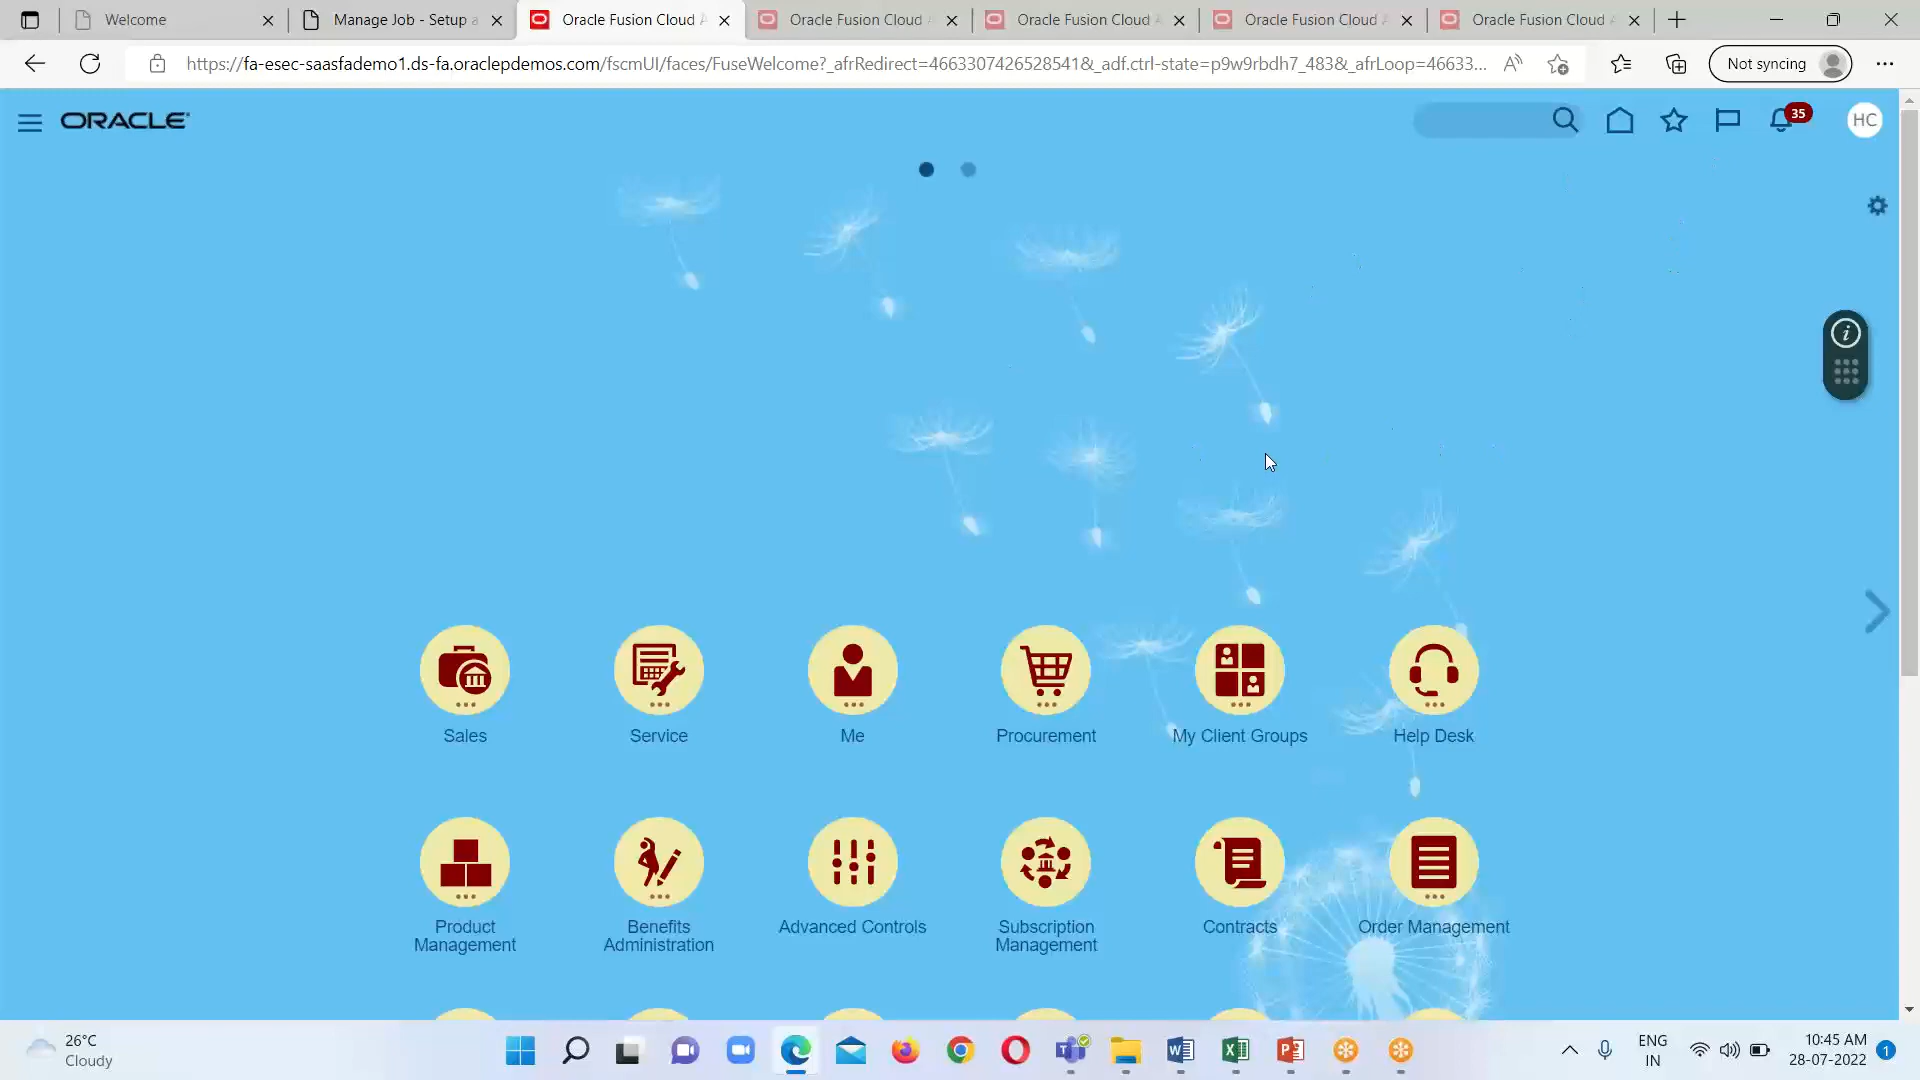 Welcome
Manage Job - Setup a
Oracle Fusion Cloud A
Oracle Fusion Cloud A
Oracle Fusion Cloud A
Oracle Fusion Cloud A
Oracle Fusion Cloud A
https://fa-esec-saasfademo1.ds-fa.oraclepdemos.com/fscmUI/faces/FuseWelcome?_afrRedirect=4663307426528541&_adf.ctrl-state=p9w9rbdh7_483&_afrLoop=46633...
Not syncing
ORACLE
35
HC
Sales
Service
Me
Procurement
My Client Groups
Help Desk
Product
Management
Benefits
Administration
Advanced Controls
Subscription
Management
Contracts
Order Management
26°C
Cloudy
ENG
IN
10:45 AM
28-07-2022
1